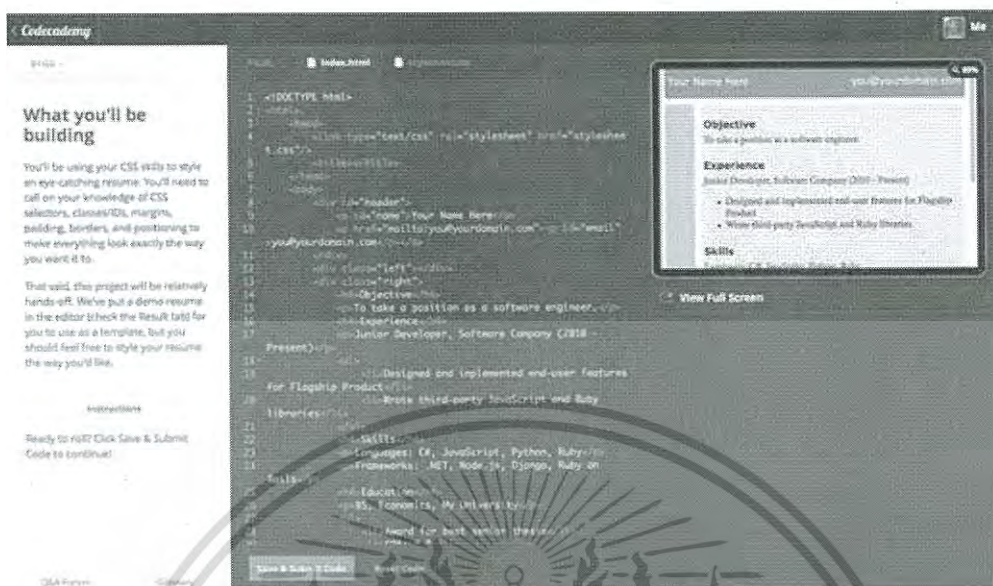 Codecademy
Me
index.html
What you'll be
building
You'll be using your CSS skills to style
an eye-catching resume. You'll need to
call on your knowledge of CSS
selectors, classes/IDs, margins,
padding, borders, and positioning to
make everything look exactly the way
you want it to.
That said, this project will be relatively
hands-off. We've put a demo resume
in the editor (check the Result tab) for
you to use as a template, but you
should feel free to style your resume
the way you'd like.
Instructions
Ready to roll? Click Save & Submit
Code to continue!
Q&A Forum
Glossary
1 <!DOCTYPE html>
type="text/css" rel="stylesheet" href="styleshee
t.css"/>
id="header">
id="name">Your Name Here
href="mailto:you@yourdomain.com"> id="email"
>you@yourdomain.com
<div class="left"></div>
<div class="right">
Objective
To take a position as a software engineer.
Experience
Junior Developer, Software Company (2010 -
Present)
Designed and implemented end-user features
for Flagship Product
Wrote third-party JavaScript and Ruby
libraries
Skills
Languages: C#, JavaScript, Python, Ruby
Frameworks: .NET, Node.js, Django, Ruby on
Rails
Education
BS, Economics, My University
Award for best senior thesis
Save & Submit Code
Reset Code
Your Name Here
Objective
To take a position as a software engineer.
Experience
Junior Developer, Software Company (2010 - Present)
Designed and implemented end-user features for Flagship
Product
Wrote third-party JavaScript and Ruby libraries
Skills
View Full Screen